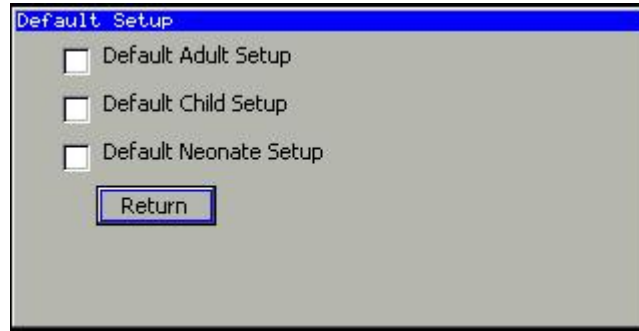 Default Setup
Default Adult Setup
Default Child Setup
Default Neonate Setup
Return